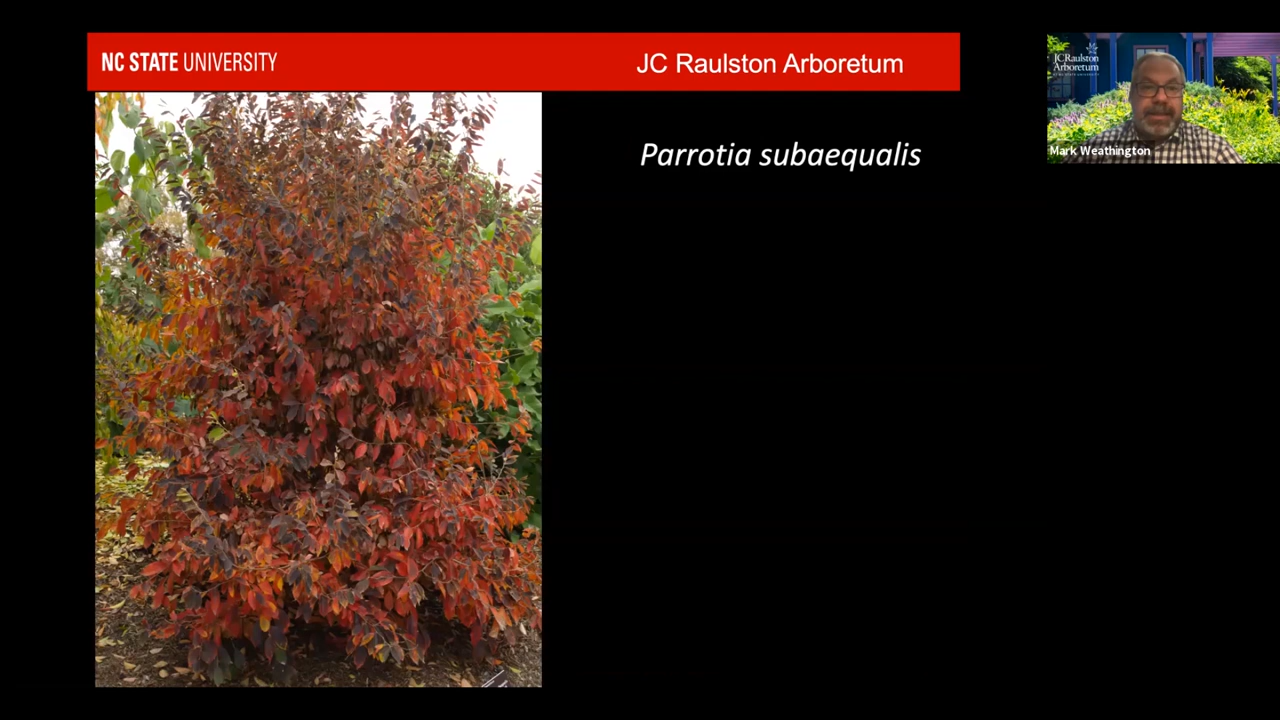 NC STATE UNIVERSITY
JC Raulston Arboretum
Parrotia subaequalis
JC Raulston
Arboretum
Mark Weathington